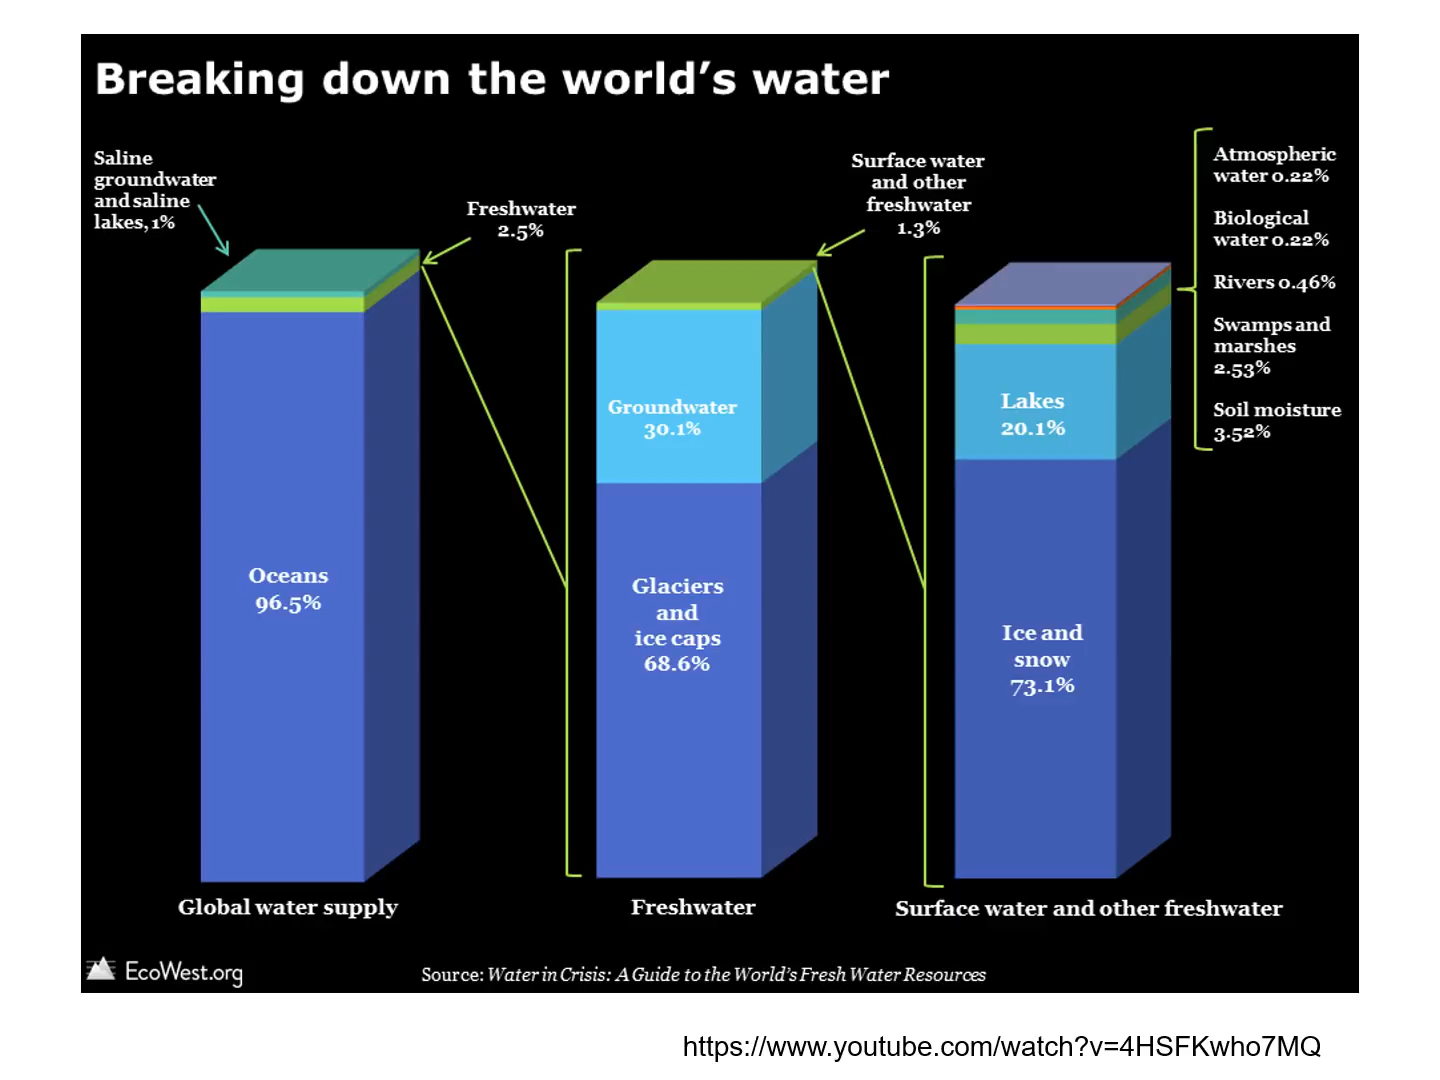 Breaking down the world's water
Saline
groundwater
and saline
lakes, 1%
Freshwater
2.5%
Surface water
and other
freshwater
1.3%
Atmospheric
water 0.22%
Biological
water 0.22%
Rivers 0.46%
Swamps and
marshes
2.53%
Soil moisture
3.52%
Oceans
96.5%
Groundwater
30.1%
Glaciers
and
ice caps
68.6%
Lakes
20.1%
Ice and
snow
73.1%
Global water supply
Freshwater
Surface water and other freshwater
EcoWest.org
Source: Water in Crisis: A Guide to the World's Fresh Water Resources
https://www.youtube.com/watch?v=4HSFKwho7MQ